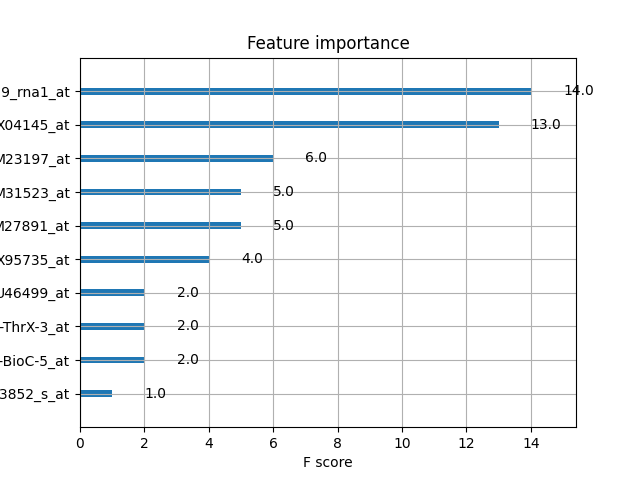 Feature importance
9_rna1_at
14.0
X04145_at
13.0
M23197_at
6.0
M31523_at
5.0
M27891_at
5.0
X95735_at
4.0
U46499_at
2.0
-ThrX-3_at
2.0
-BioC-5_at
2.0
3852_s_at
1.0
0 2 4 6 8 10 12 14
F score